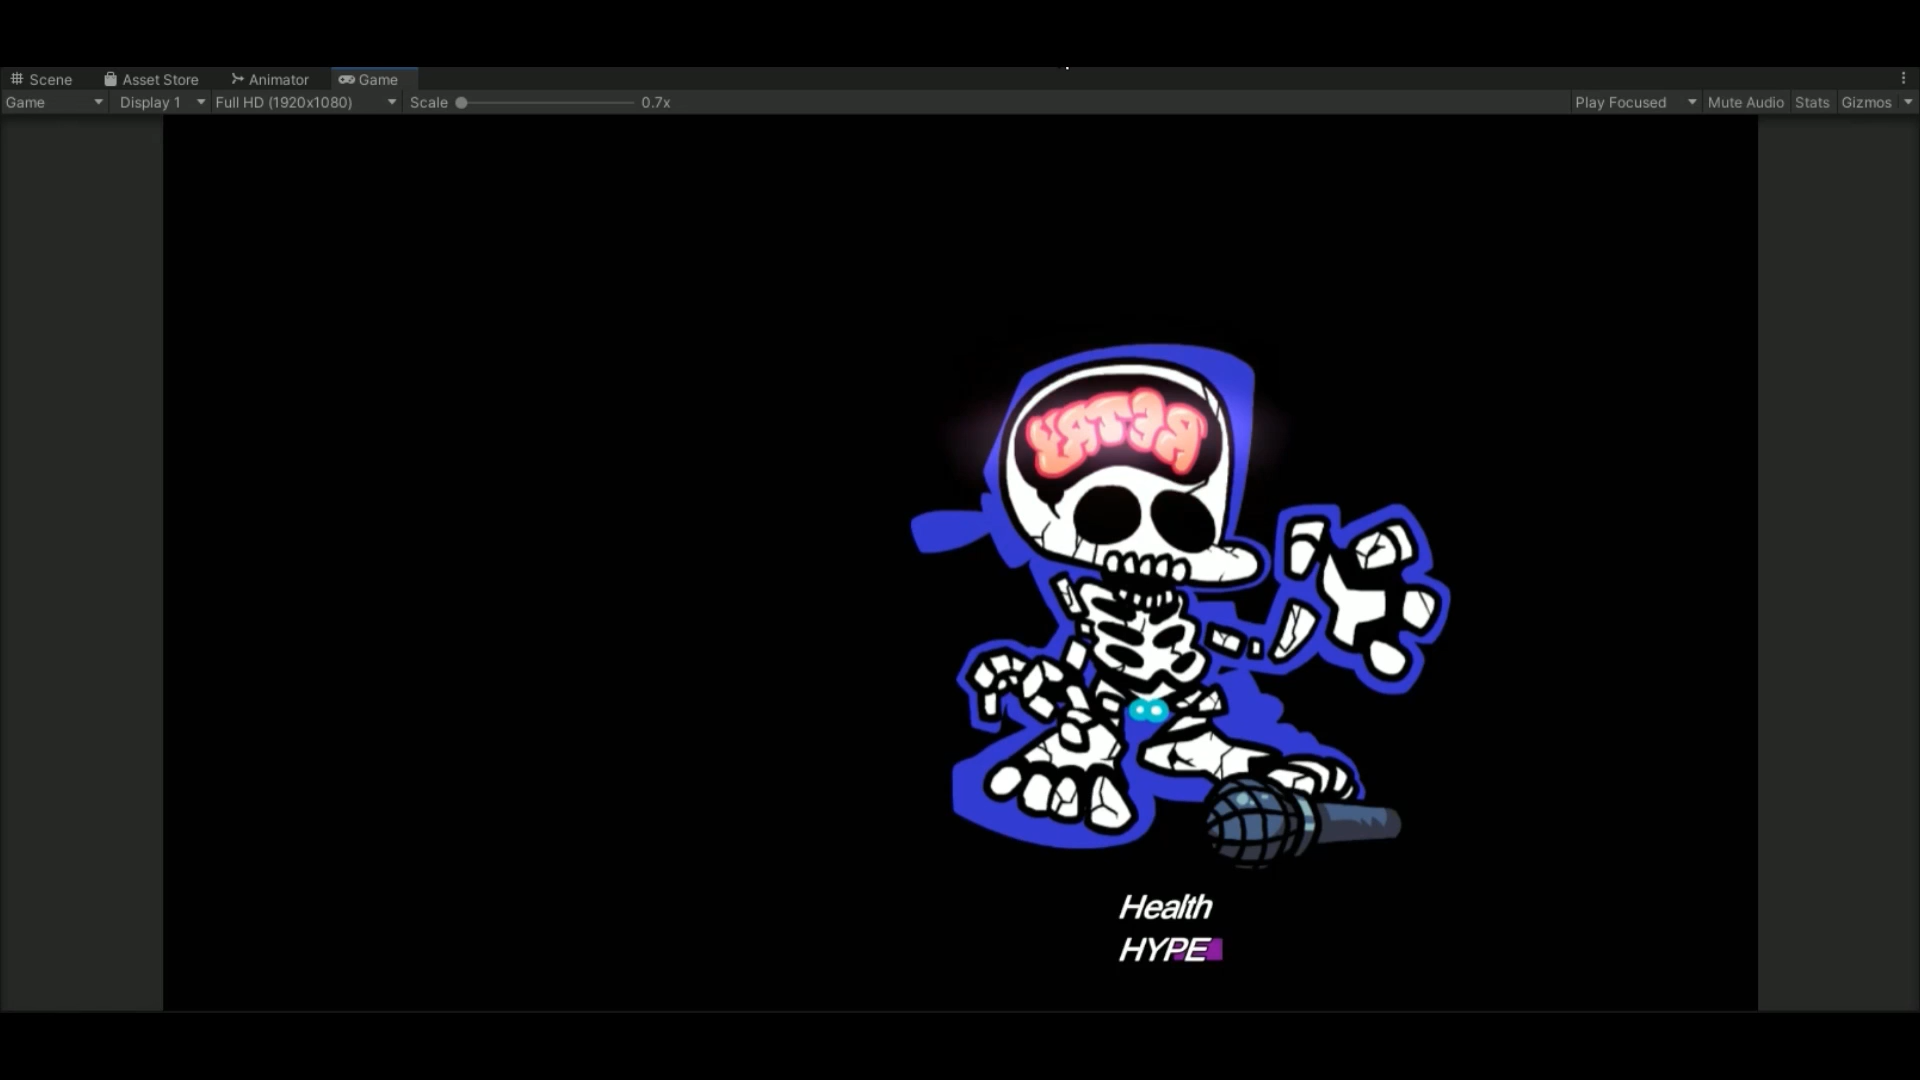 Scene Asset Store Animator Game
Game Display 1 Full HD (1920x1080) Scale 0.7x Play Focused Mute Audio Stats Gizmos
RETRY
Health
HYPE